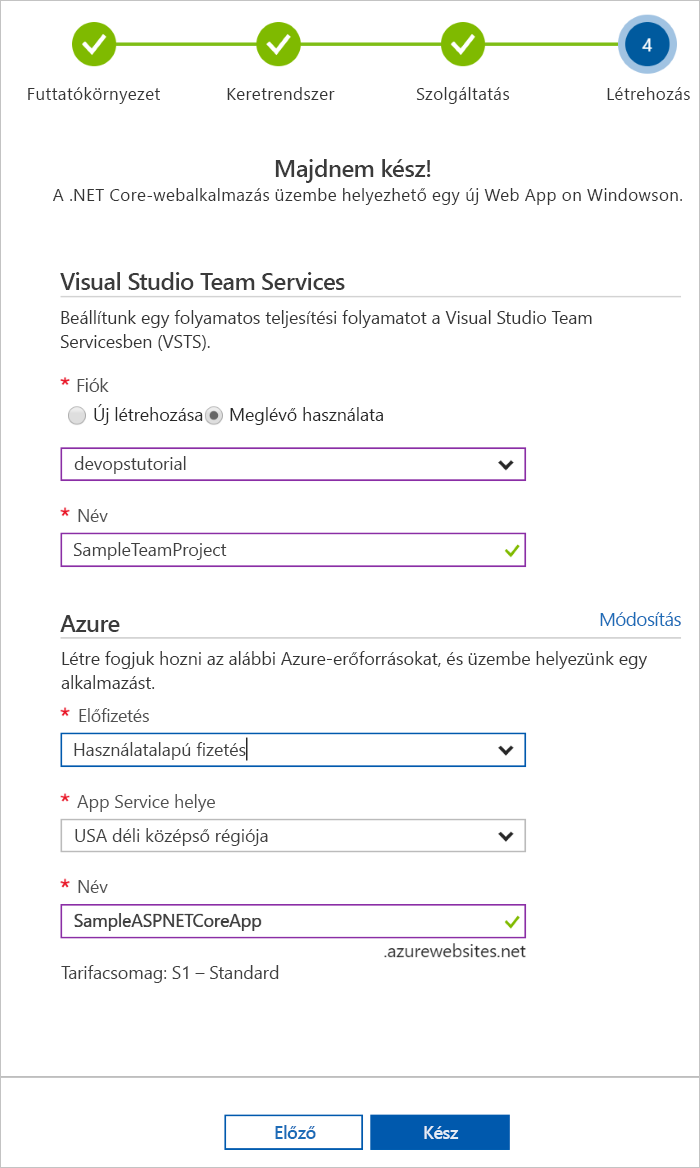 4
Futtatókörnyezet Keretrendszer Szolgáltatás Létrehozás
Majdnem kész!
A .NET Core-webalkalmazás üzembe helyezhető egy új Web App on Windowson.
Visual Studio Team Services
Beállítunk egy folyamatos teljesítési folyamatot a Visual Studio Team
Servicesben (VSTS).
* Fiók
Új létrehozása Meglévő használata
devopstutorial
* Név
SampleTeamProject
Azure Módosítás
Létre fogjuk hozni az alábbi Azure-erőforrásokat, és üzembe helyezünk egy
alkalmazást.
* Előfizetés
Használatalapú fizetés
* App Service helye
USA déli középső régiója
* Név
SampleASPNETCoreApp
.azurewebsites.net
Tarifacsomag: S1 – Standard
Előző Kész